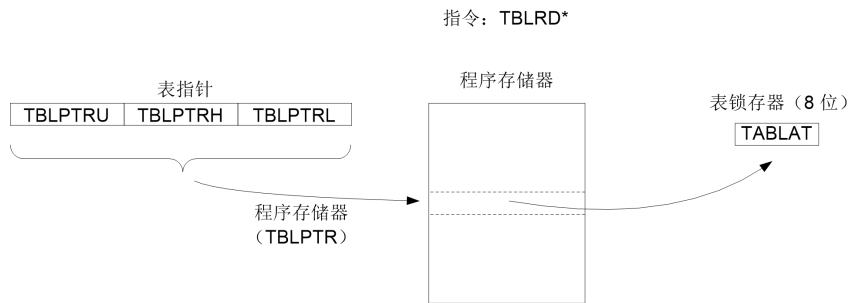 指令：TBLRD*
表指针
TBLPTRU TBLPTRH TBLPTRL
程序存储器
表锁存器（8 位）
TABLAT
程序存储器
（TBLPTR）